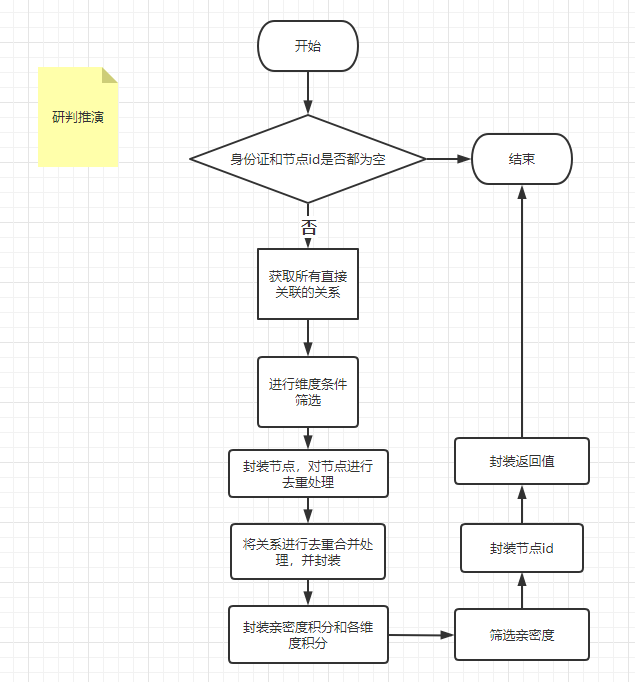 开始
研判推演
身份证和节点id是否都为空
结束
否
获取所有直接
关联的关系
进行维度条件
筛选
封装节点，对节点进行
去重处理
将关系进行去重合并处
理，并封装
封装亲密度积分和各维
度积分
筛选亲密度
封装节点id
封装返回值